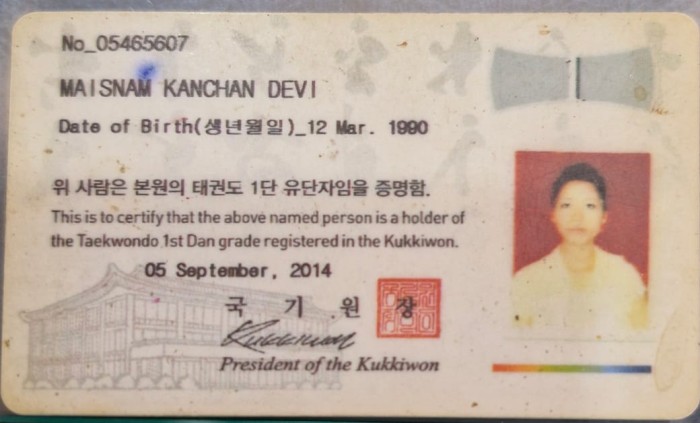 No_05465607
MAISNAM KANCHAN DEVI
Date of Birth(생년월일)_12 Mar. 1990
위 사람은 본원의 태권도 1단 유단자임을 증명함.
This is to certify that the above named person is a holder of
the Taekwondo 1st Dan grade registered in the Kukkiwon.
05 September, 2014
국 기 원 장
Kukkiwon
President of the Kukkiwon